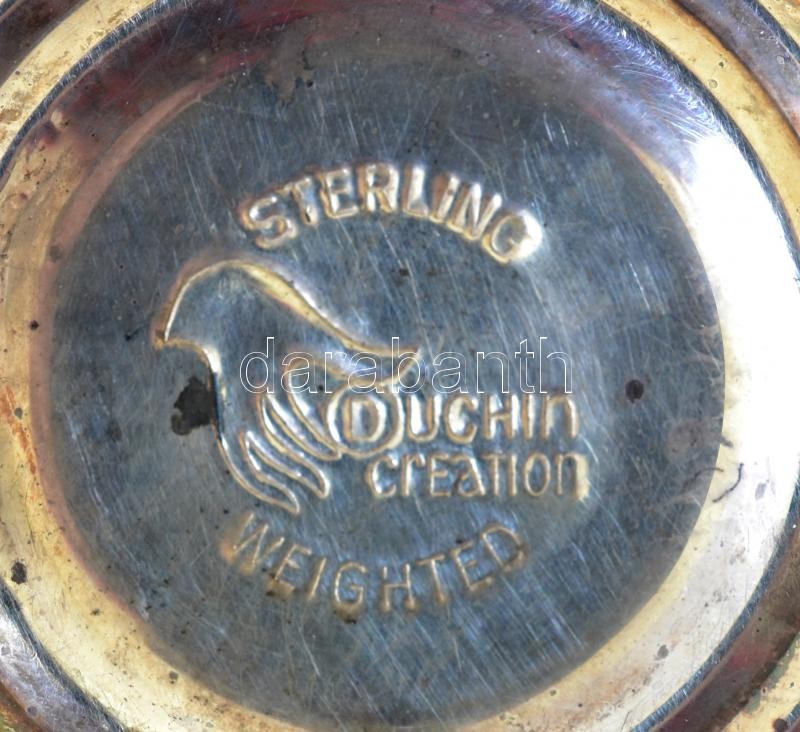 STERLING
darabanth
DUCHIN
CREATION
WEIGHTED